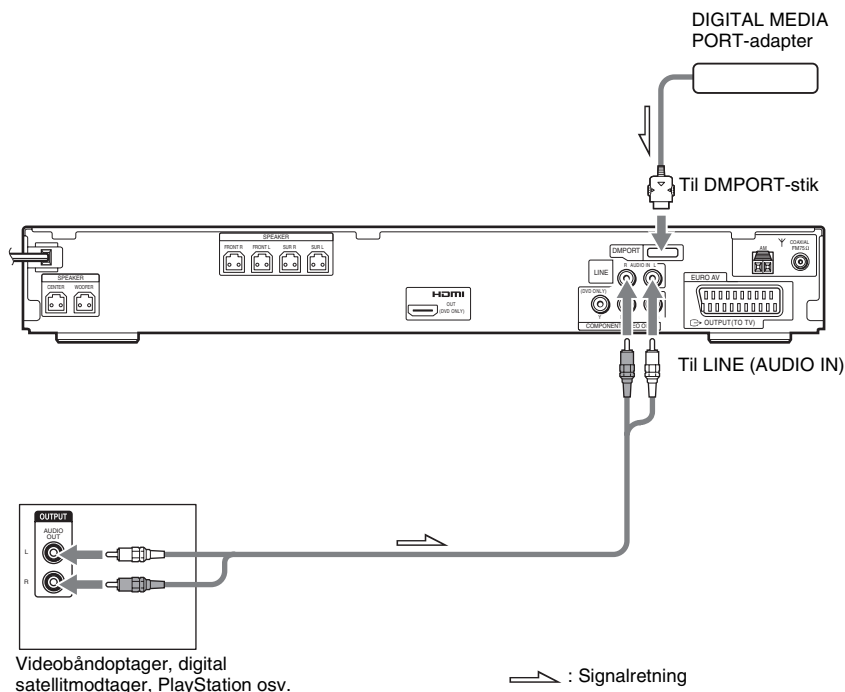 DIGITAL MEDIA
PORT-adapter
Til DMPORT-stik
SPEAKER
FRONT R FRONT L SUR R SUR L
SPEAKER
CENTER WOOFER
HDMI
OUT
(DVD ONLY)
DMPORT
R AUDIO IN L
LINE
(DVD ONLY)
Y
COMPONENT
AM
COAXIAL
FM75Ω
EURO AV
OUTPUT(TO TV)
Til LINE (AUDIO IN)
OUTPUT
AUDIO
OUT
L
R
Videobåndoptager, digital
satellitmodtager, PlayStation osv.
: Signalretning